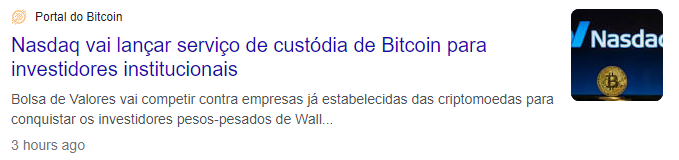 Portal do Bitcoin
Nasdaq vai lançar serviço de custódia de Bitcoin para
investidores institucionais
Bolsa de Valores vai competir contra empresas já estabelecidas das criptomoedas para
conquistar os investidores pesos-pesados de Wall...
3 hours ago
Nasdaq